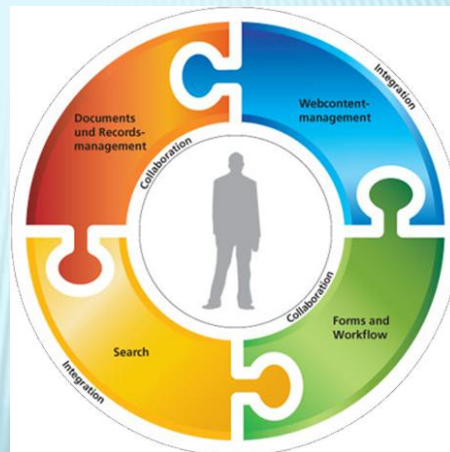 Documents
und Records-
management
Collaboration
Webcontent-
management
Integration
Search
Integration
Collaboration
Forms and
Workflow